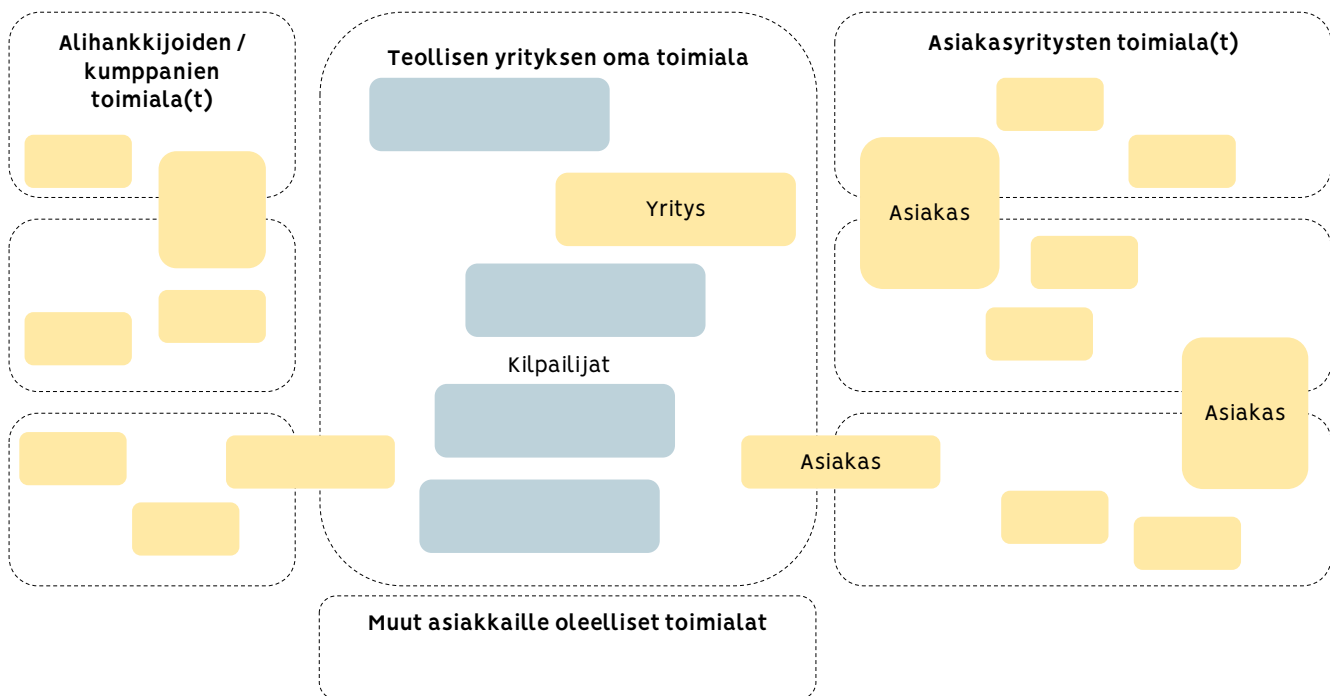 Alihankkijoiden /
kumppanien
toimiala(t)
Teollisen yrityksen oma toimiala
Asiakasyritysten toimiala(t)
Yritys
Asiakas
Kilpailijat
Asiakas
Asiakas
Muut asiakkaille oleelliset toimialat